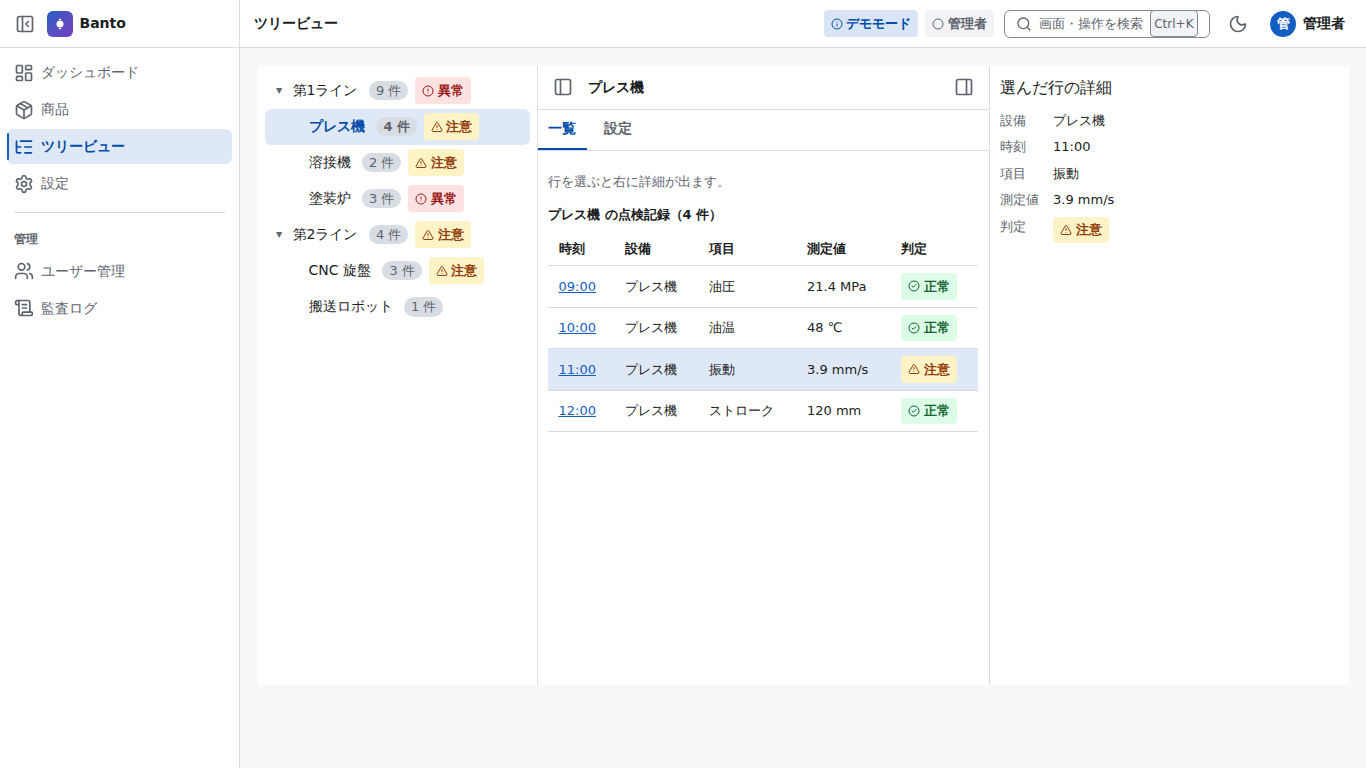 Banto
ツリービュー
デモモード
管理者
画面・操作を検索 Ctrl+K
管 管理者
ダッシュボード
商品
ツリービュー
設定
管理
ユーザー管理
監査ログ
▼ 第1ライン 9 件 異常
プレス機 4 件 注意
溶接機 2 件 注意
塗装炉 3 件 異常
▼ 第2ライン 4 件 注意
CNC 旋盤 3 件 注意
搬送ロボット 1 件
プレス機
一覧 設定
行を選ぶと右に詳細が出ます。
プレス機 の点検記録（4 件）
時刻 設備 項目 測定値 判定
09:00 プレス機 油圧 21.4 MPa 正常
10:00 プレス機 油温 48 ℃ 正常
11:00 プレス機 振動 3.9 mm/s 注意
12:00 プレス機 ストローク 120 mm 正常
選んだ行の詳細
設備 プレス機
時刻 11:00
項目 振動
測定値 3.9 mm/s
判定 注意